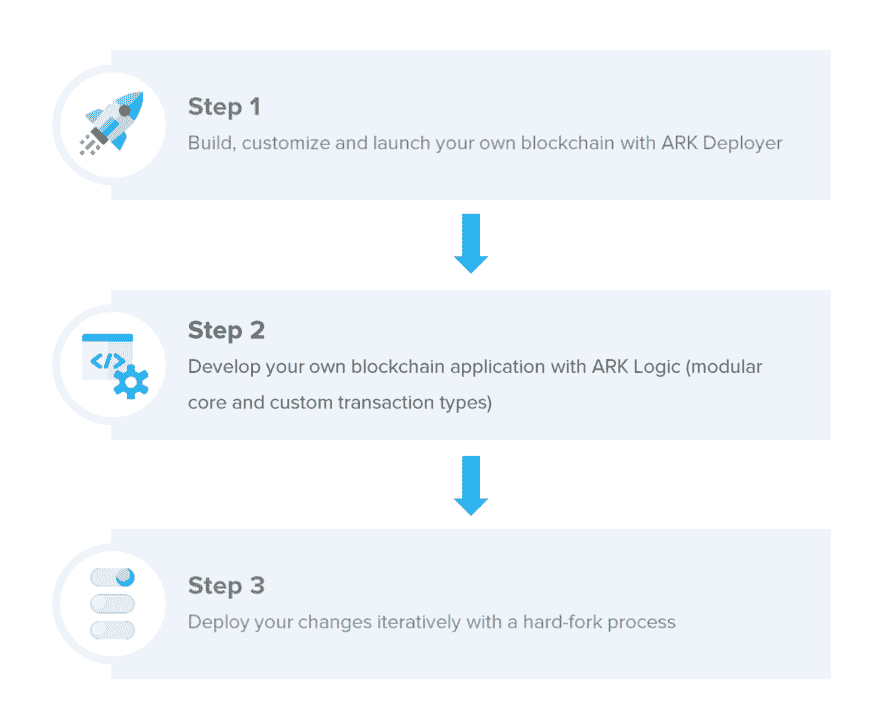 Step 1
Build, customize and launch your own blockchain with ARK Deployer
Step 2
Develop your own blockchain application with ARK Logic (modular
core and custom transaction types)
Step 3
Deploy your changes iteratively with a hard-fork process